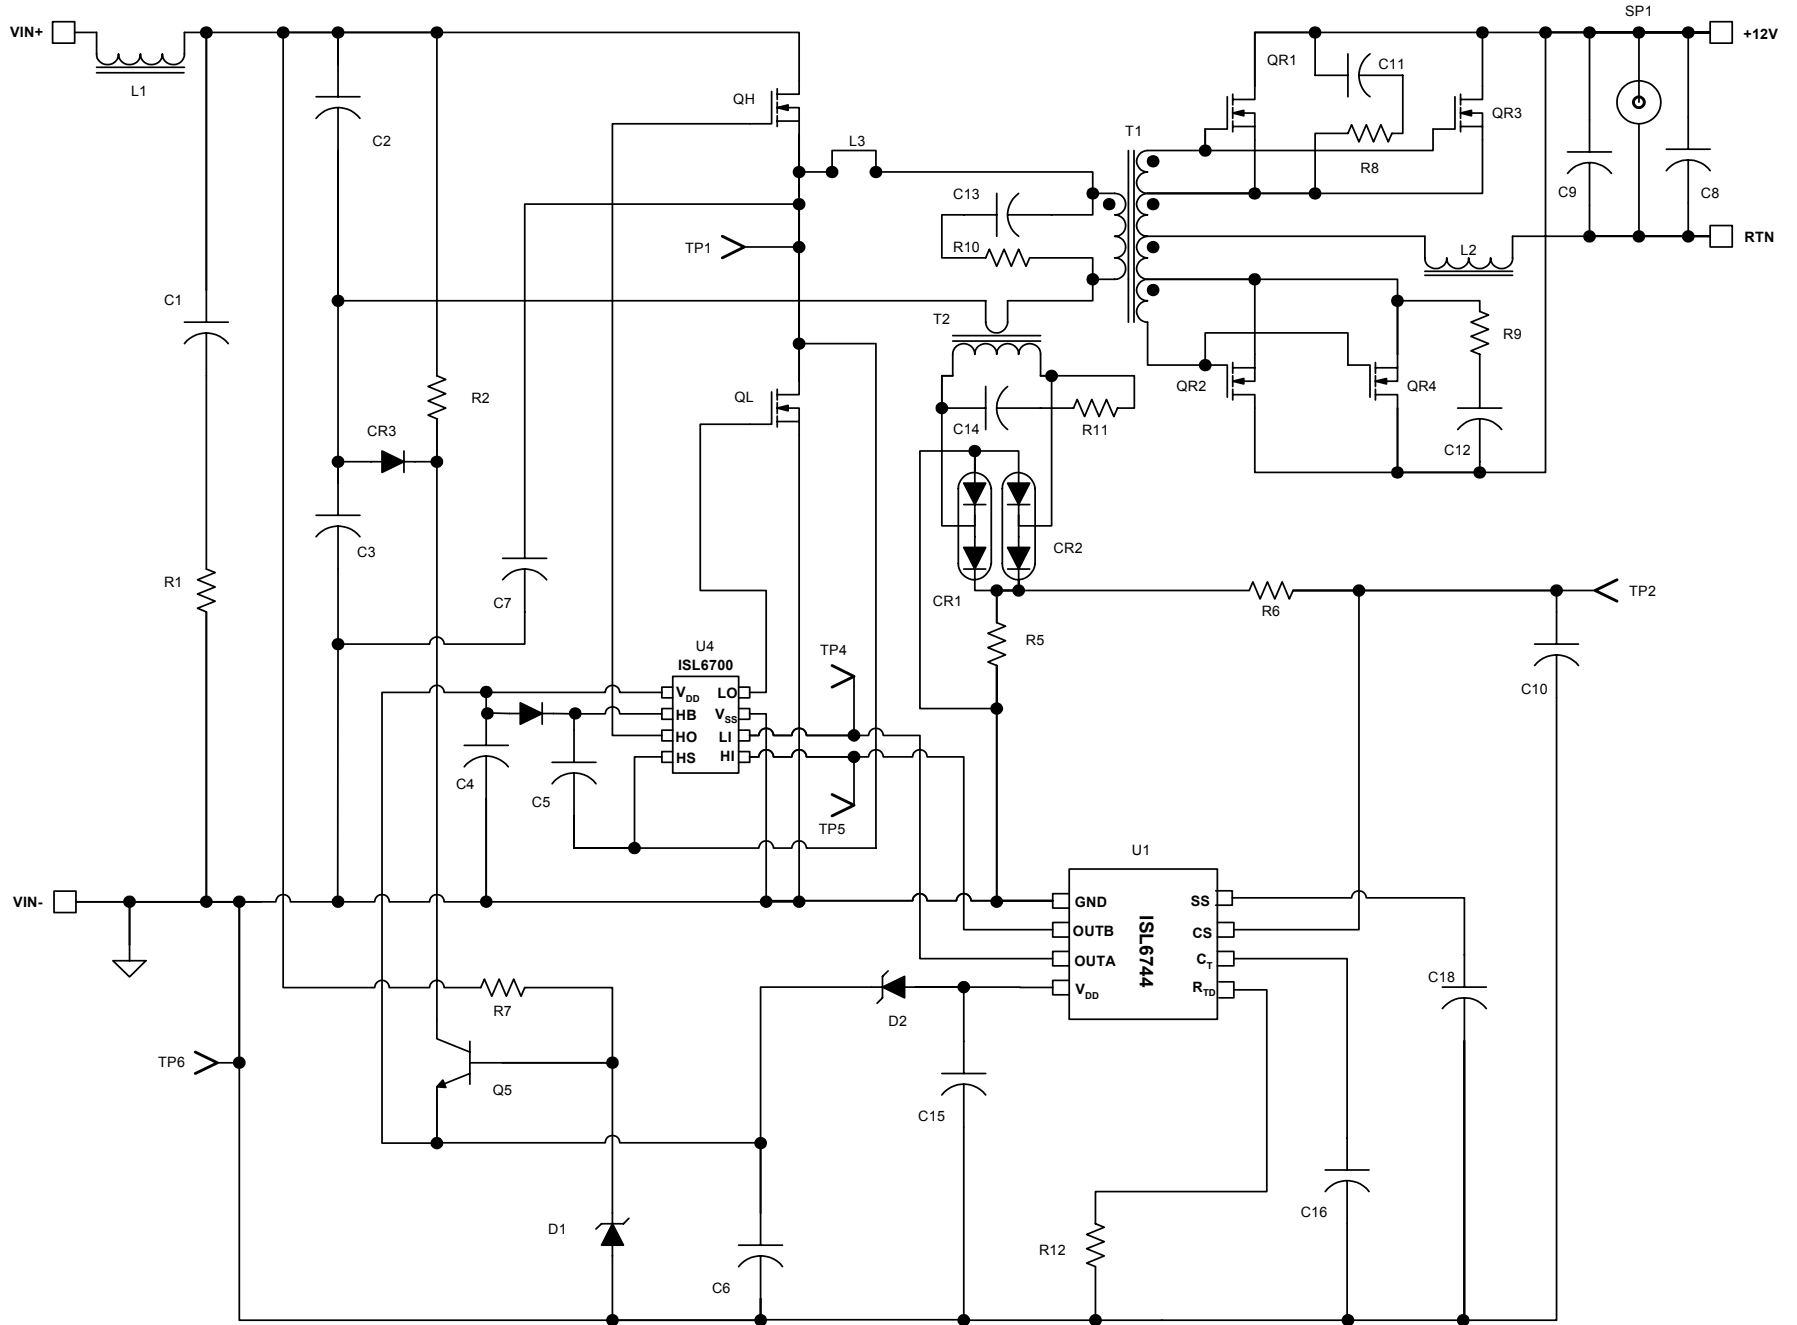 SP1
VIN+
+12V
L1
QR1
C11
QH
QR3
C2
T1
L3
R8
C9
C8
C13
TP1
R10
RTN
L2
C1
T2
R9
QR2
QR4
R2
QL
CR3
C14
R11
C12
C3
CR2
R1
C7
CR1
R6
TP2
R5
U4
TP4
ISL6700
VDD
LO
C10
HB
VSS
HO
LI
HS
HI
C4
C5
TP5
U1
VIN-
GND
SS
OUTB
CS
ISL6744
OUTA
CT
C18
VDD
RTD
R7
D2
TP6
Q5
C15
D1
C16
R12
C6